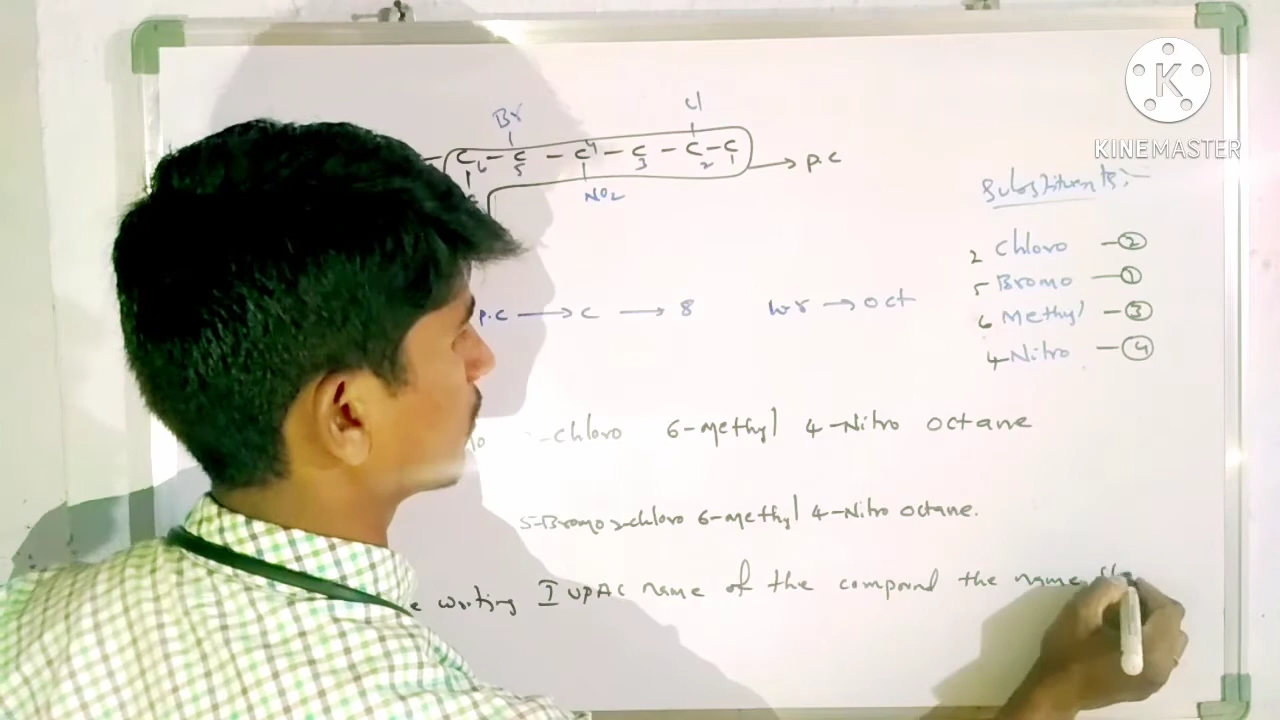 Br Cl
C 6 - C 5 - C 4 - C 3 - C 2 - C 1 → P.C
NO2
KINEMASTER
Substituents:-
2 Chloro - 2
5 Bromo - 1
6 Methyl - 3
4-Nitro - 4
P.C → C → 8 wr → oct
-chloro 6-methyl 4-Nitro octane
5-Bromo 2-chloro 6-methyl 4-Nitro octane.
writing IUPAC name of the compound the name